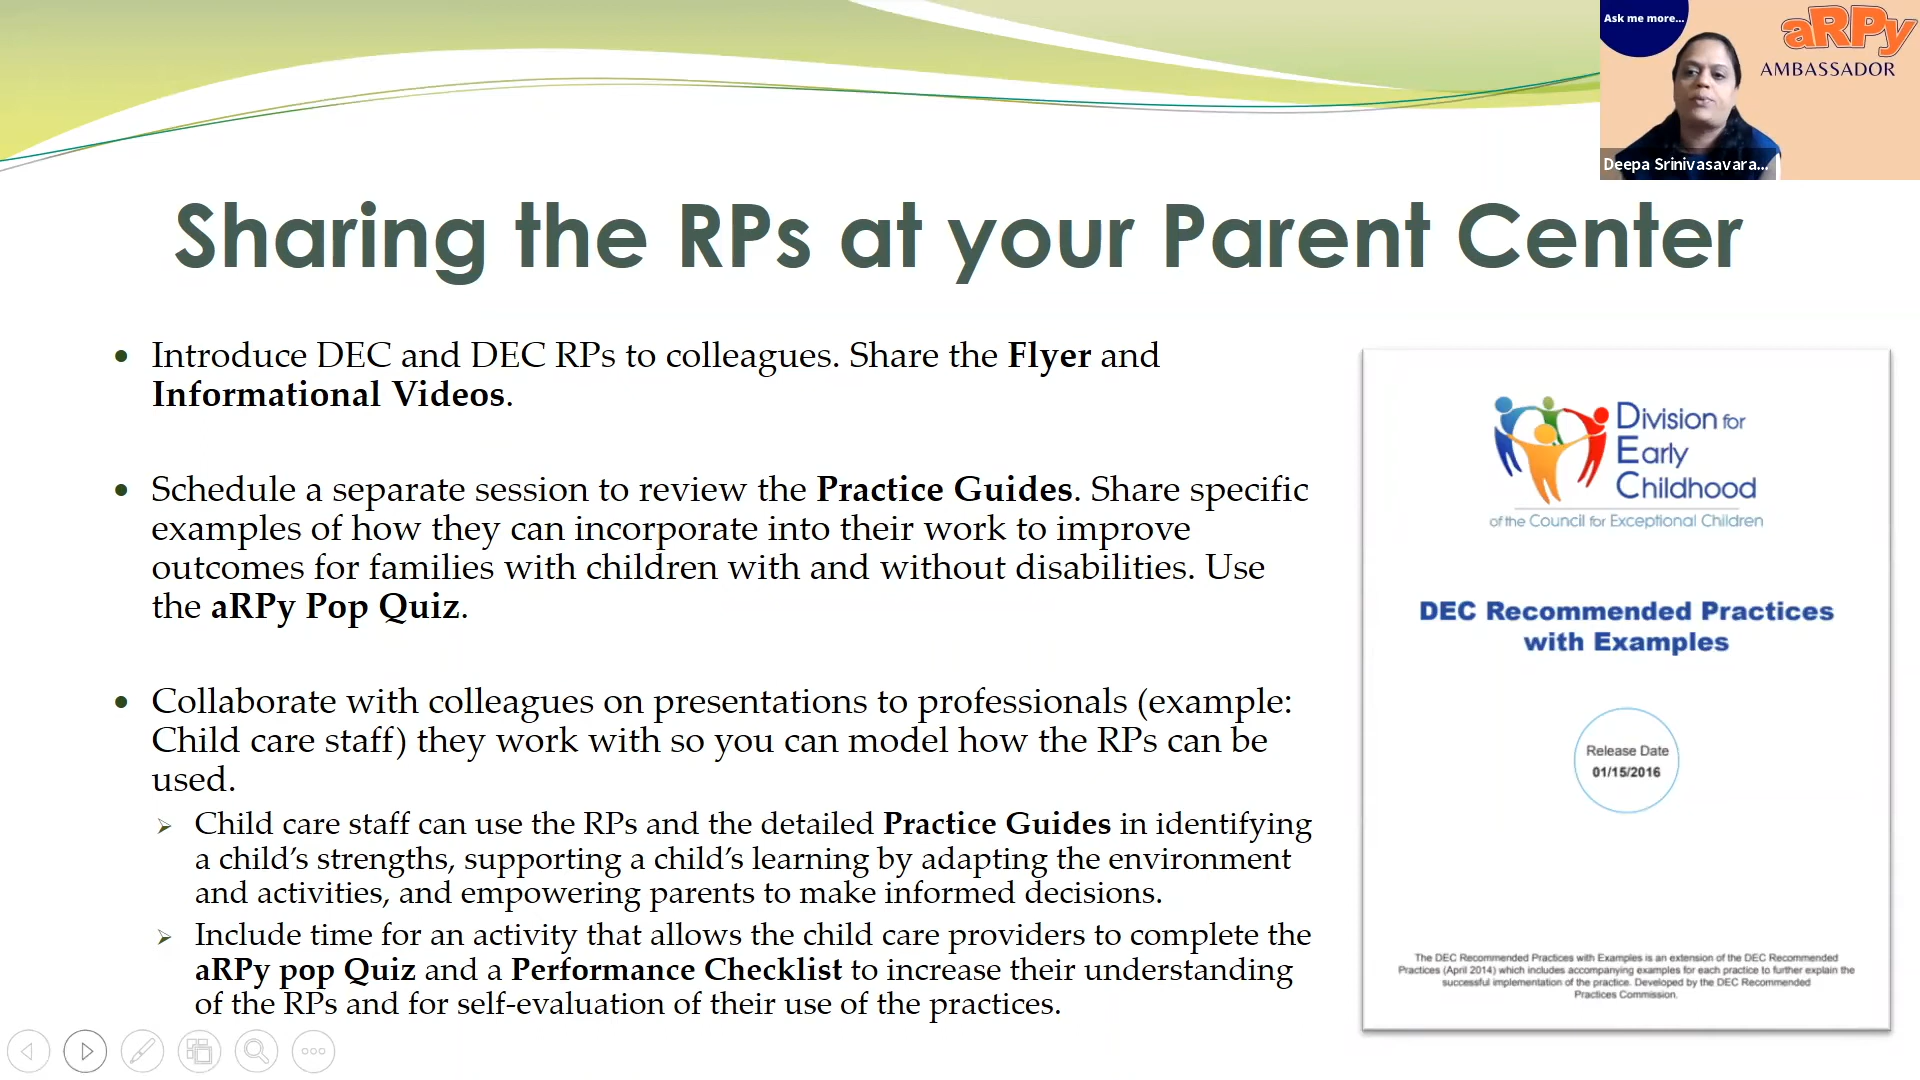 Ask me more...
aRPy
AMBASSADOR
Deepa Srinivasavara...
Sharing the RPs at your Parent Center
• Introduce DEC and DEC RPs to colleagues. Share the Flyer and
Informational Videos.
• Schedule a separate session to review the Practice Guides. Share specific
examples of how they can incorporate into their work to improve
outcomes for families with children with and without disabilities. Use
the aRPy Pop Quiz.
• Collaborate with colleagues on presentations to professionals (example:
Child care staff) they work with so you can model how the RPs can be
used.
➢ Child care staff can use the RPs and the detailed Practice Guides in identifying
a child’s strengths, supporting a child’s learning by adapting the environment
and activities, and empowering parents to make informed decisions.
➢ Include time for an activity that allows the child care providers to complete the
aRPy pop Quiz and a Performance Checklist to increase their understanding
of the RPs and for self-evaluation of their use of the practices.
Division for
Early
Childhood
of the Council for Exceptional Children
DEC Recommended Practices
with Examples
Release Date
01/15/2016
The DEC Recommended Practices with Examples is an extension of the DEC Recommended
Practices (April 2014) which includes accompanying examples for each practice to further explain the
successful implementation of the practice. Developed by the DEC Recommended
Practices Commission.